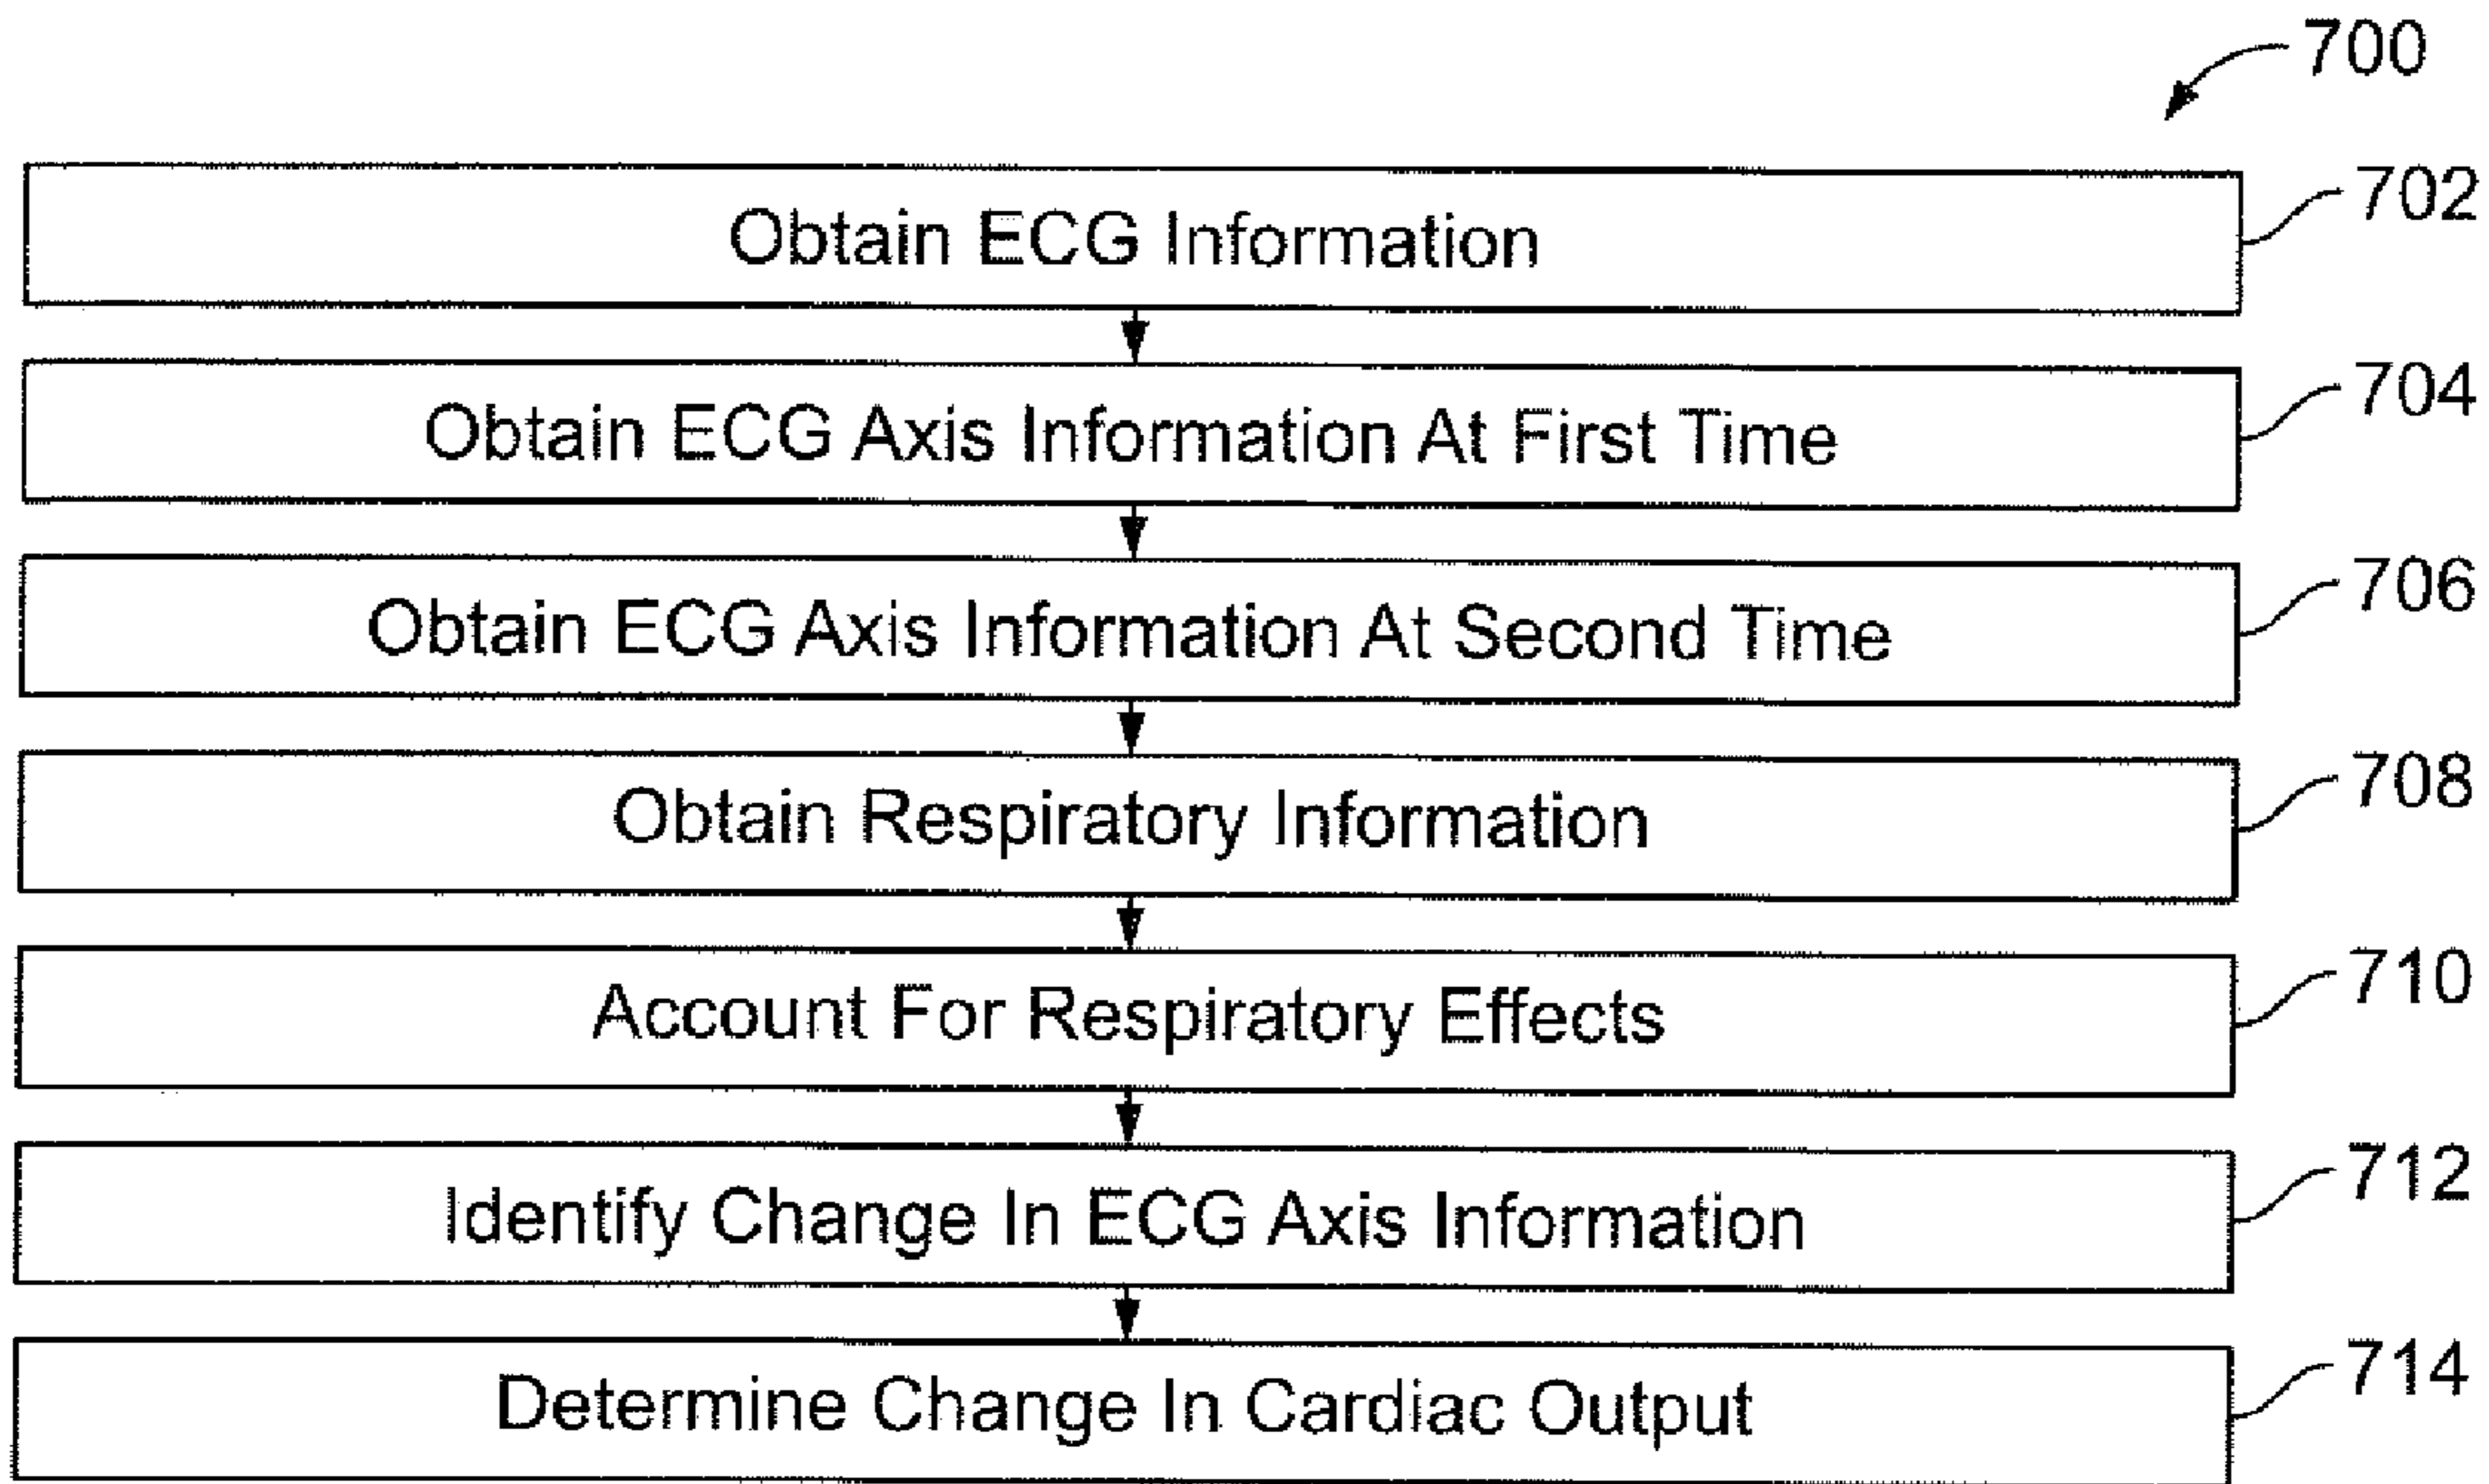 700
Obtain ECG Information 702
Obtain ECG Axis Information At First Time 704
Obtain ECG Axis Information At Second Time 706
Obtain Respiratory Information 708
Account For Respiratory Effects 710
Identify Change In ECG Axis Information 712
Determine Change In Cardiac Output 714